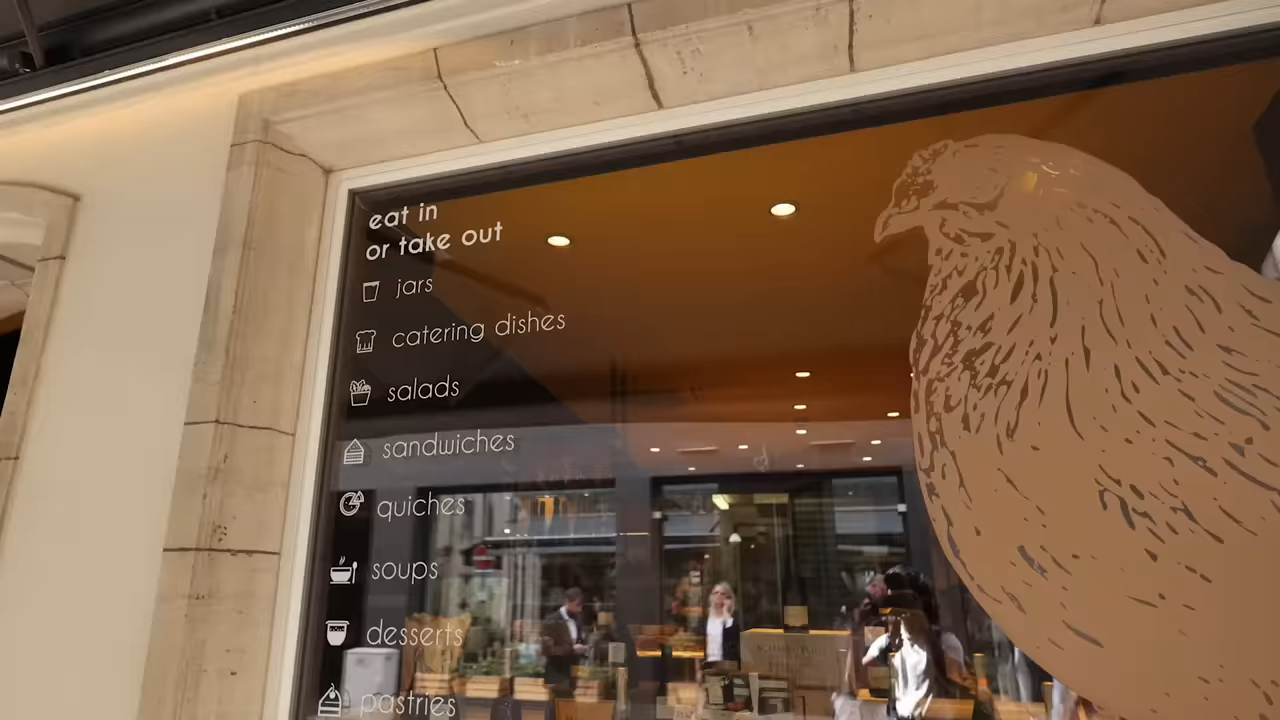 eat in
or take out
jars
catering dishes
salads
sandwiches
quiches
soups
desserts
pastries